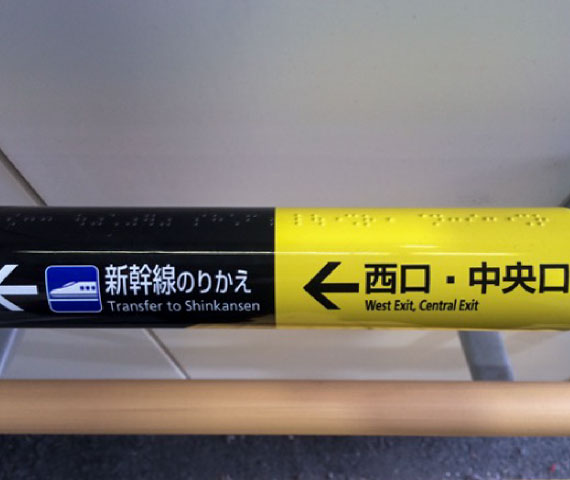 新幹線のりかえ
Transfer to Shinkansen
西口・中央口
West Exit, Central Exit